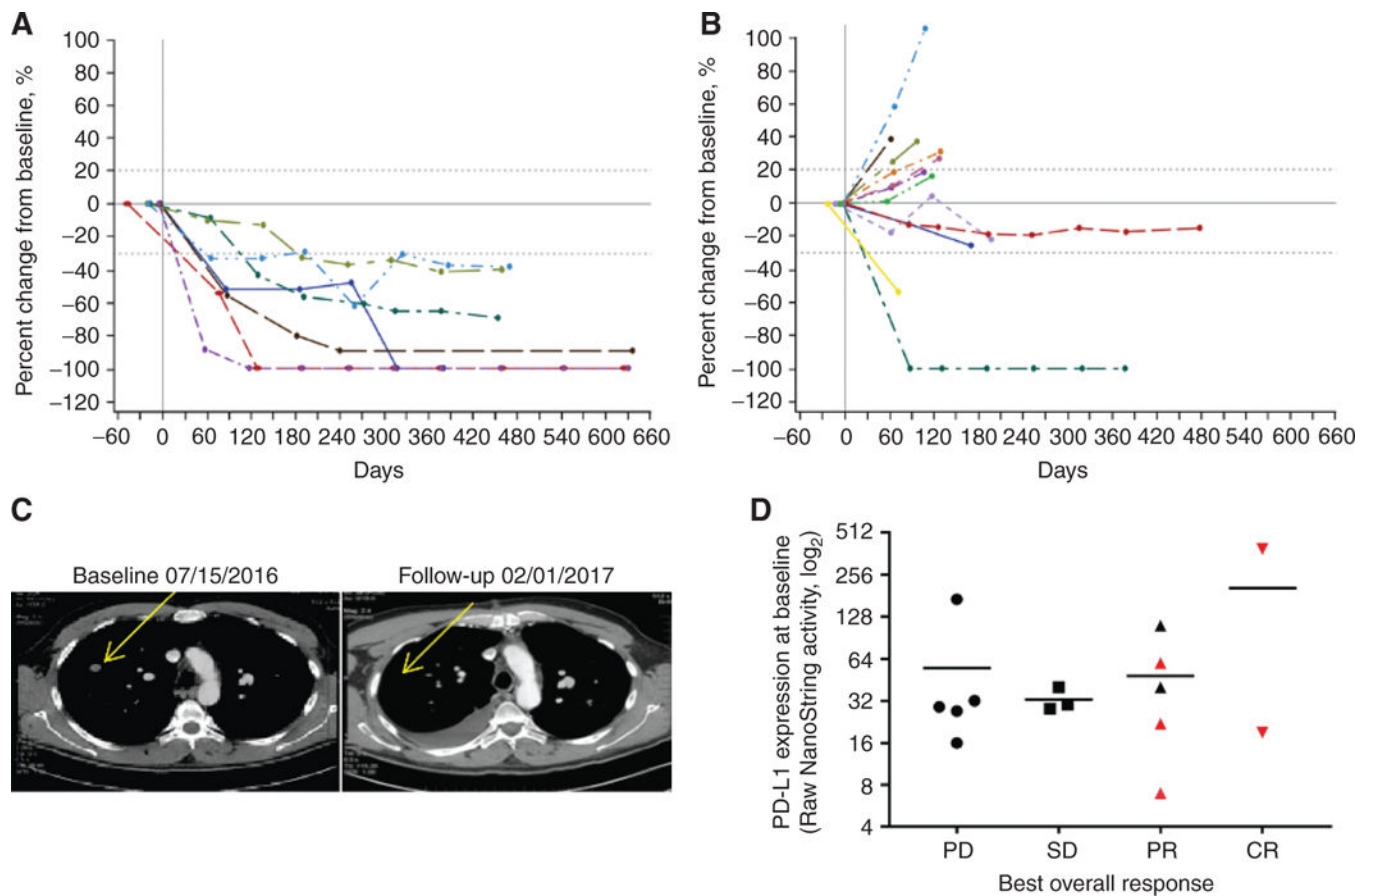 A
Percent change from baseline, %
100
80
60
40
20
0
−20
−40
−60
−80
−100
−120
−60 0 60 120 180 240 300 360 420 480 540 600 660
Days
B
Percent change from baseline, %
100
80
60
40
20
0
−20
−40
−60
−80
−100
−120
−60 0 60 120 180 240 300 360 420 480 540 600 660
Days
C
Baseline 07/15/2016
Follow-up 02/01/2017
D
PD-L1 expression at baseline
(Raw NanoString activity, log₂)
512
256
128
64
32
16
8
4
PD SD PR CR
Best overall response